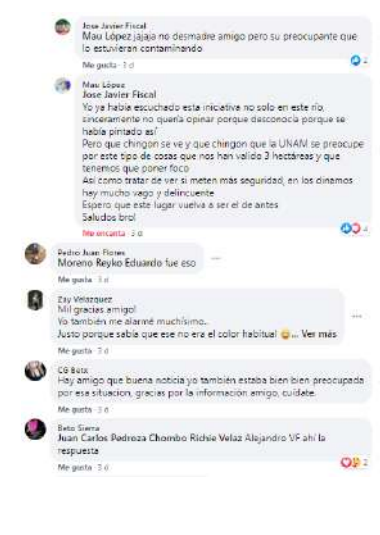 Jose Javier Fiscal
Mau López jajaja no desmadre amigo pero su preocupante que
lo estuvieran contaminando
Me gusta · 3 d
2
Mau López
Jose Javier Fiscal
Yo ya había escuchado esta iniciativa no solo en este río,
sinceramente no quería opinar porque desconocía porque se
había pintado así
Pero que chingon se ve y que chingon que la UNAM se preocupe
por este tipo de cosas que nos han valido 3 hectáreas y que
tenemos que poner foco
Así como tratar de ver si meten más seguridad, en los dinamos
hay mucho vago y delincuente
Espero que este lugar vuelva a ser el de antes
Saludos bro!
Me encanta · 3 d
4
Pedro Juan Flores
Moreno Reyko Eduardo fue eso
Me gusta · 3 d
Zay Velazquez
Mil gracias amigo!
Yo también me alarmé muchísimo..
Justo porque sabía que ese no era el color habitual 😅... Ver más
Me gusta · 3 d
CG Betx
Hay amigo que buena noticia yo también estaba bien bien preocupada
por esa situacion, gracias por la información amigo, cuídate.
Me gusta · 3 d
Beto Sierra
Juan Carlos Pedroza Chombo Richie Velaz Alejandro VF ahí la
respuesta
Me gusta · 3 d
2